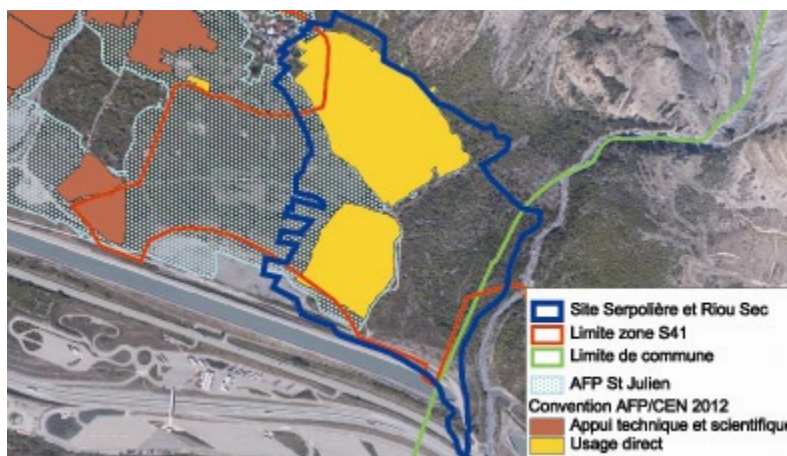 Site Serpolière et Riou Sec
Limite zone S41
Limite de commune
AFP St Julien
Convention AFP/CEN 2012
Appui technique et scientifique
Usage direct